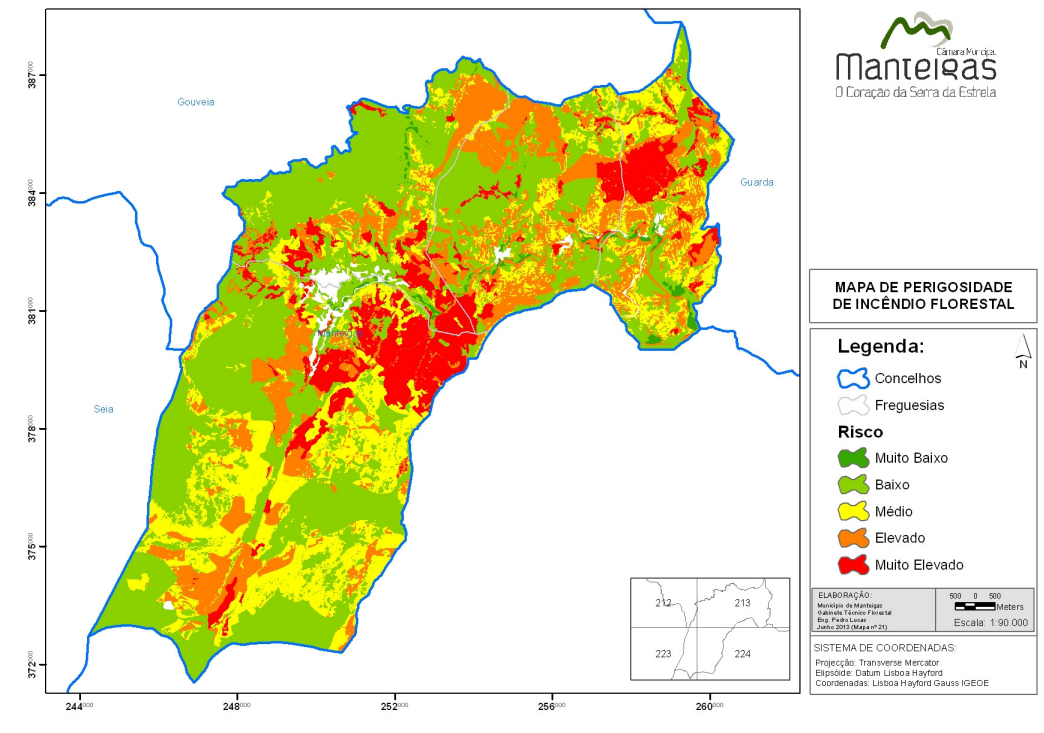 387000
384000
381000
378000
375000
372000
244000
248000
252000
256000
260000
Gouveia
Guarda
Seia
212
213
223
224
Câmara Municipal
Manteigas
O Coração da Serra da Estrela
MAPA DE PERIGOSIDADE
DE INCÊNDIO FLORESTAL
Legenda:
N
Concelhos
Freguesias
Risco
Muito Baixo
Baixo
Médio
Elevado
Muito Elevado
ELABORAÇÃO:
Município de Manteigas
Gabinete Técnico Florestal
Eng. Pedro Lucas
Junho 2013 (Mapa nº 21)
500 0 500
Meters
Escala: 1:90.000
SISTEMA DE COORDENADAS:
Projecção: Transverse Mercator
Elipsóide: Datum Lisboa Hayford
Coordenadas: Lisboa Hayford Gauss IGEOE